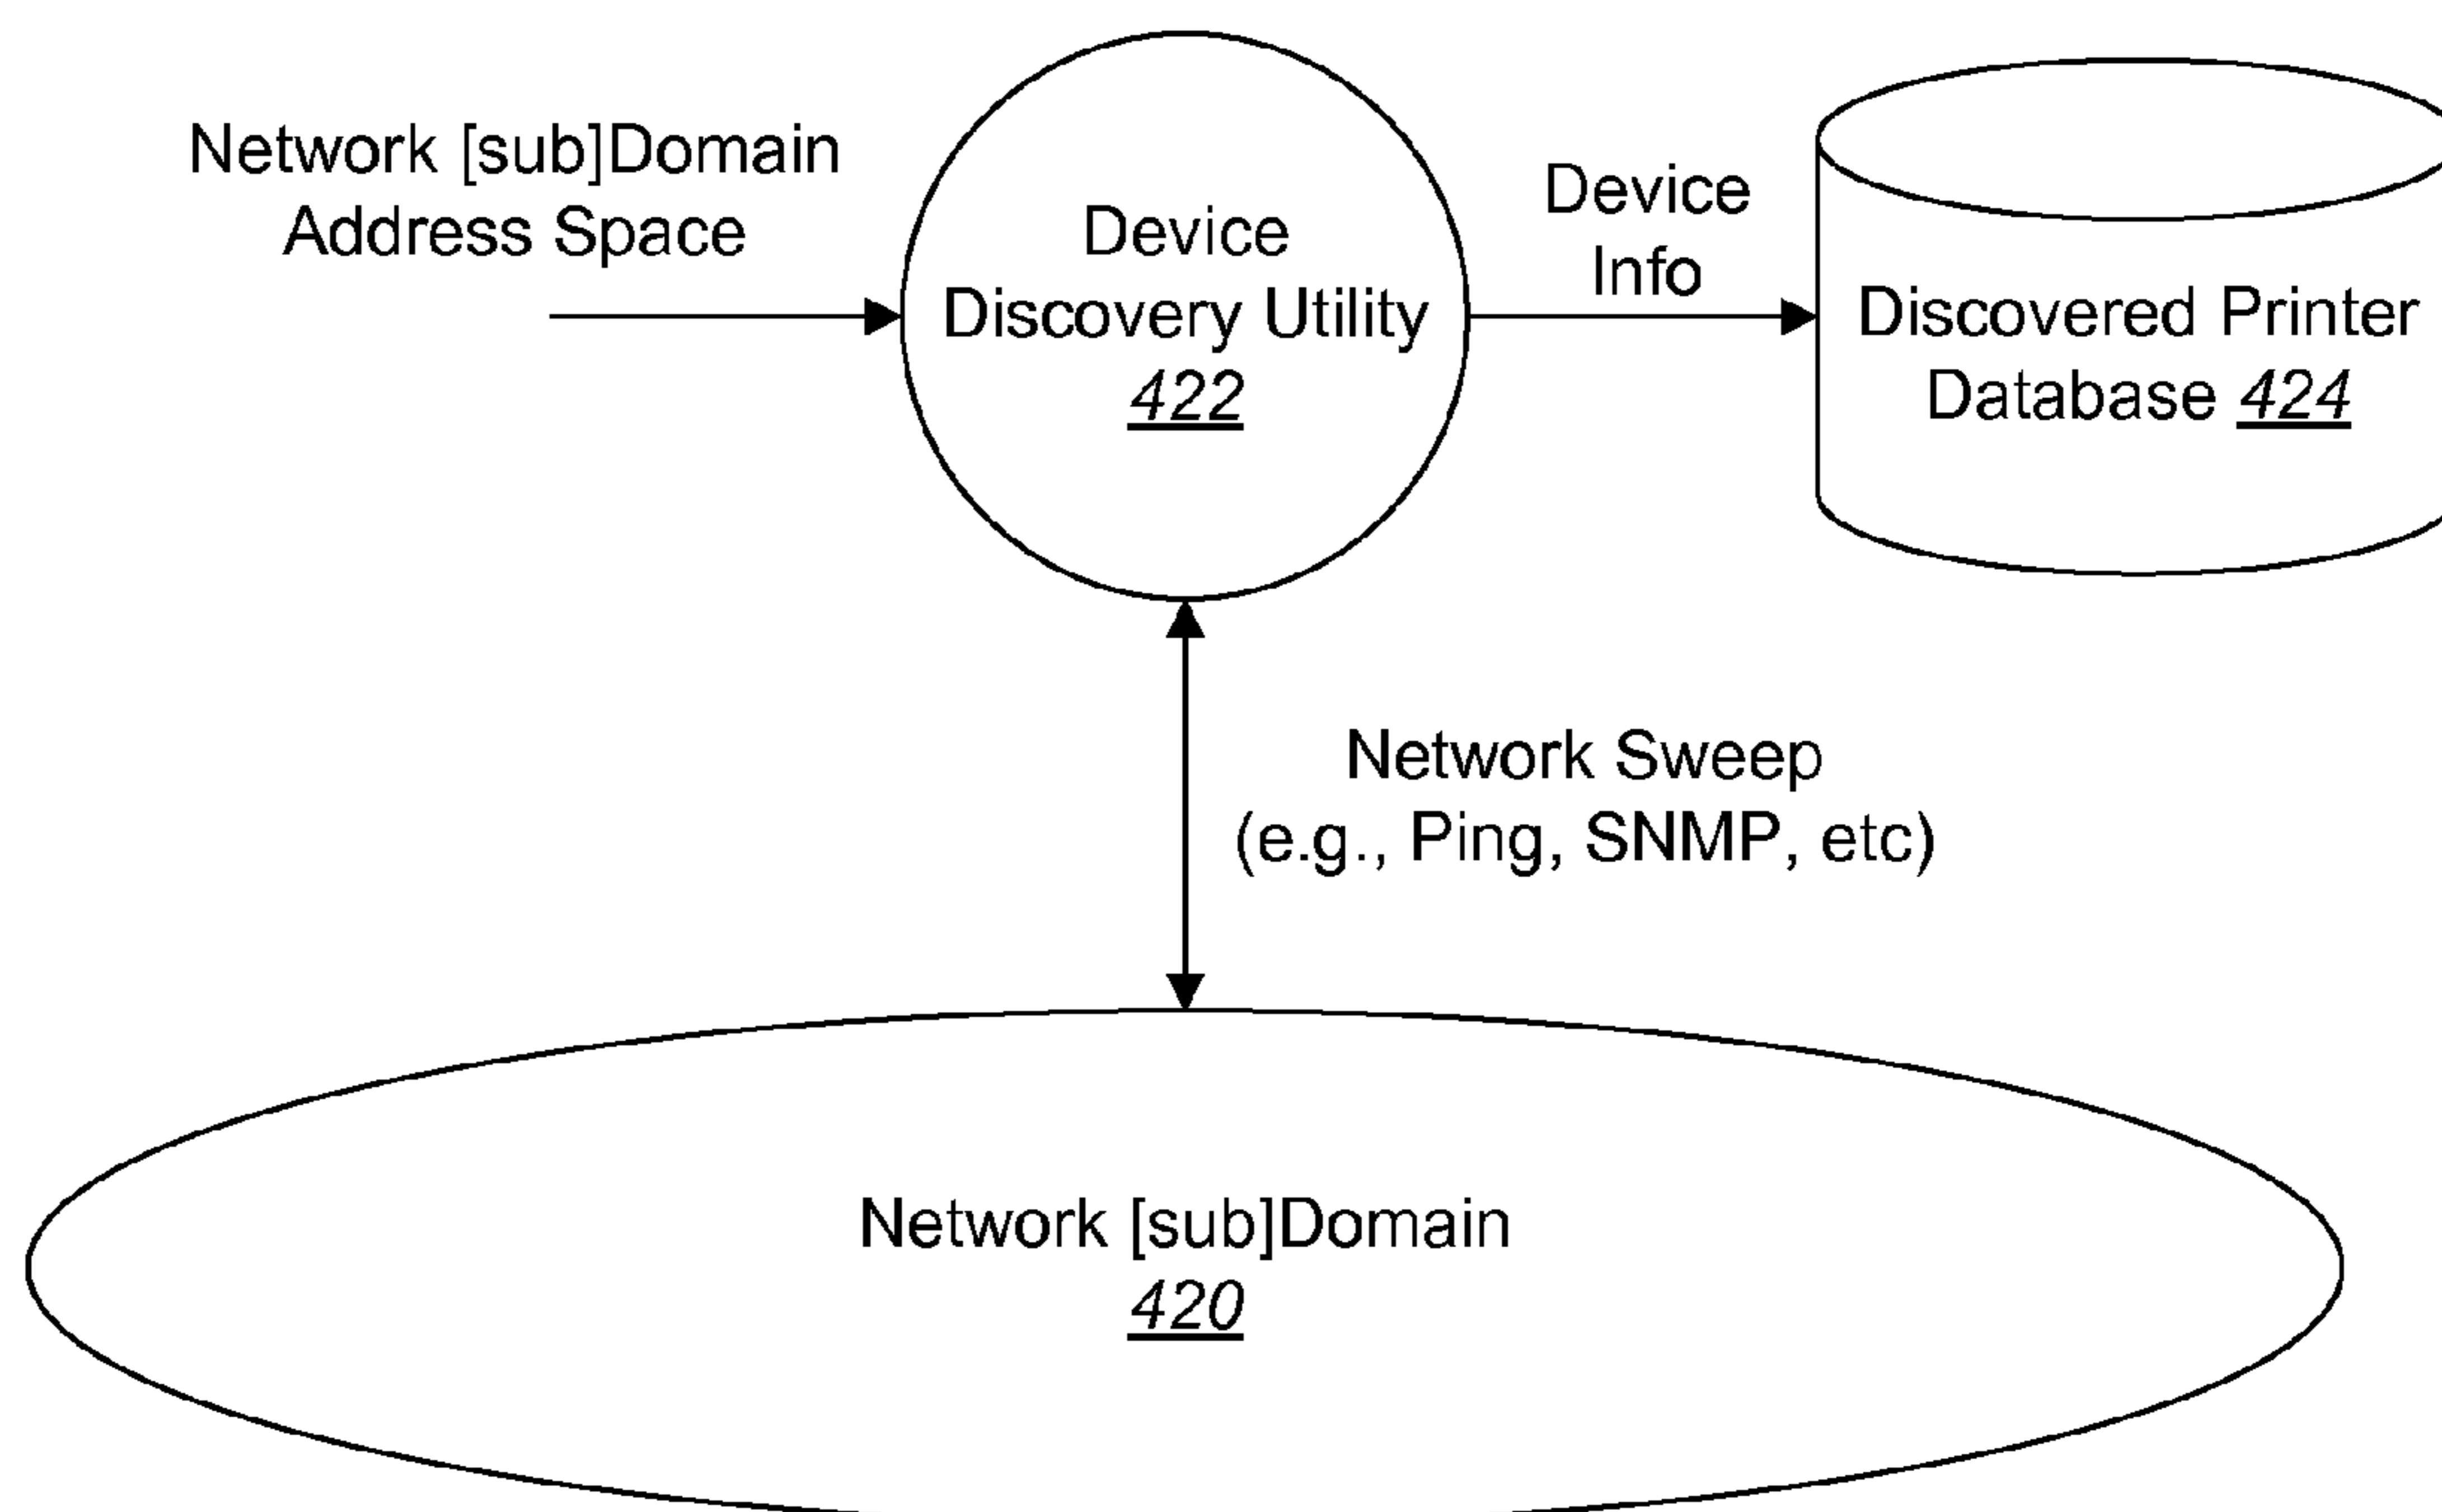 Network [sub]Domain
Address Space
Device
Discovery Utility
422
Device
Info
Discovered Printer
Database 424
Network Sweep
(e.g., Ping, SNMP, etc)
Network [sub]Domain
420